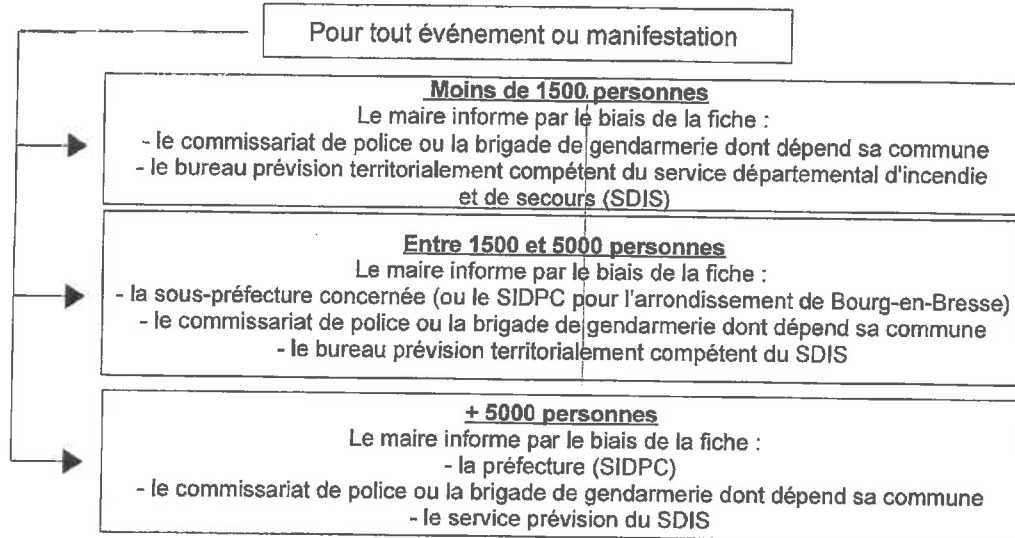 Pour tout événement ou manifestation
Moins de 1500 personnes
Le maire informe par le biais de la fiche :
- le commissariat de police ou la brigade de gendarmerie dont dépend sa commune
- le bureau prévision territorialement compétent du service départemental d'incendie
et de secours (SDIS)
Entre 1500 et 5000 personnes
Le maire informe par le biais de la fiche :
- la sous-préfecture concernée (ou le SIDPC pour l'arrondissement de Bourg-en-Bresse)
- le commissariat de police ou la brigade de gendarmerie dont dépend sa commune
- le bureau prévision territorialement compétent du SDIS
+ 5000 personnes
Le maire informe par le biais de la fiche :
- la préfecture (SIDPC)
- le commissariat de police ou la brigade de gendarmerie dont dépend sa commune
- le service prévision du SDIS